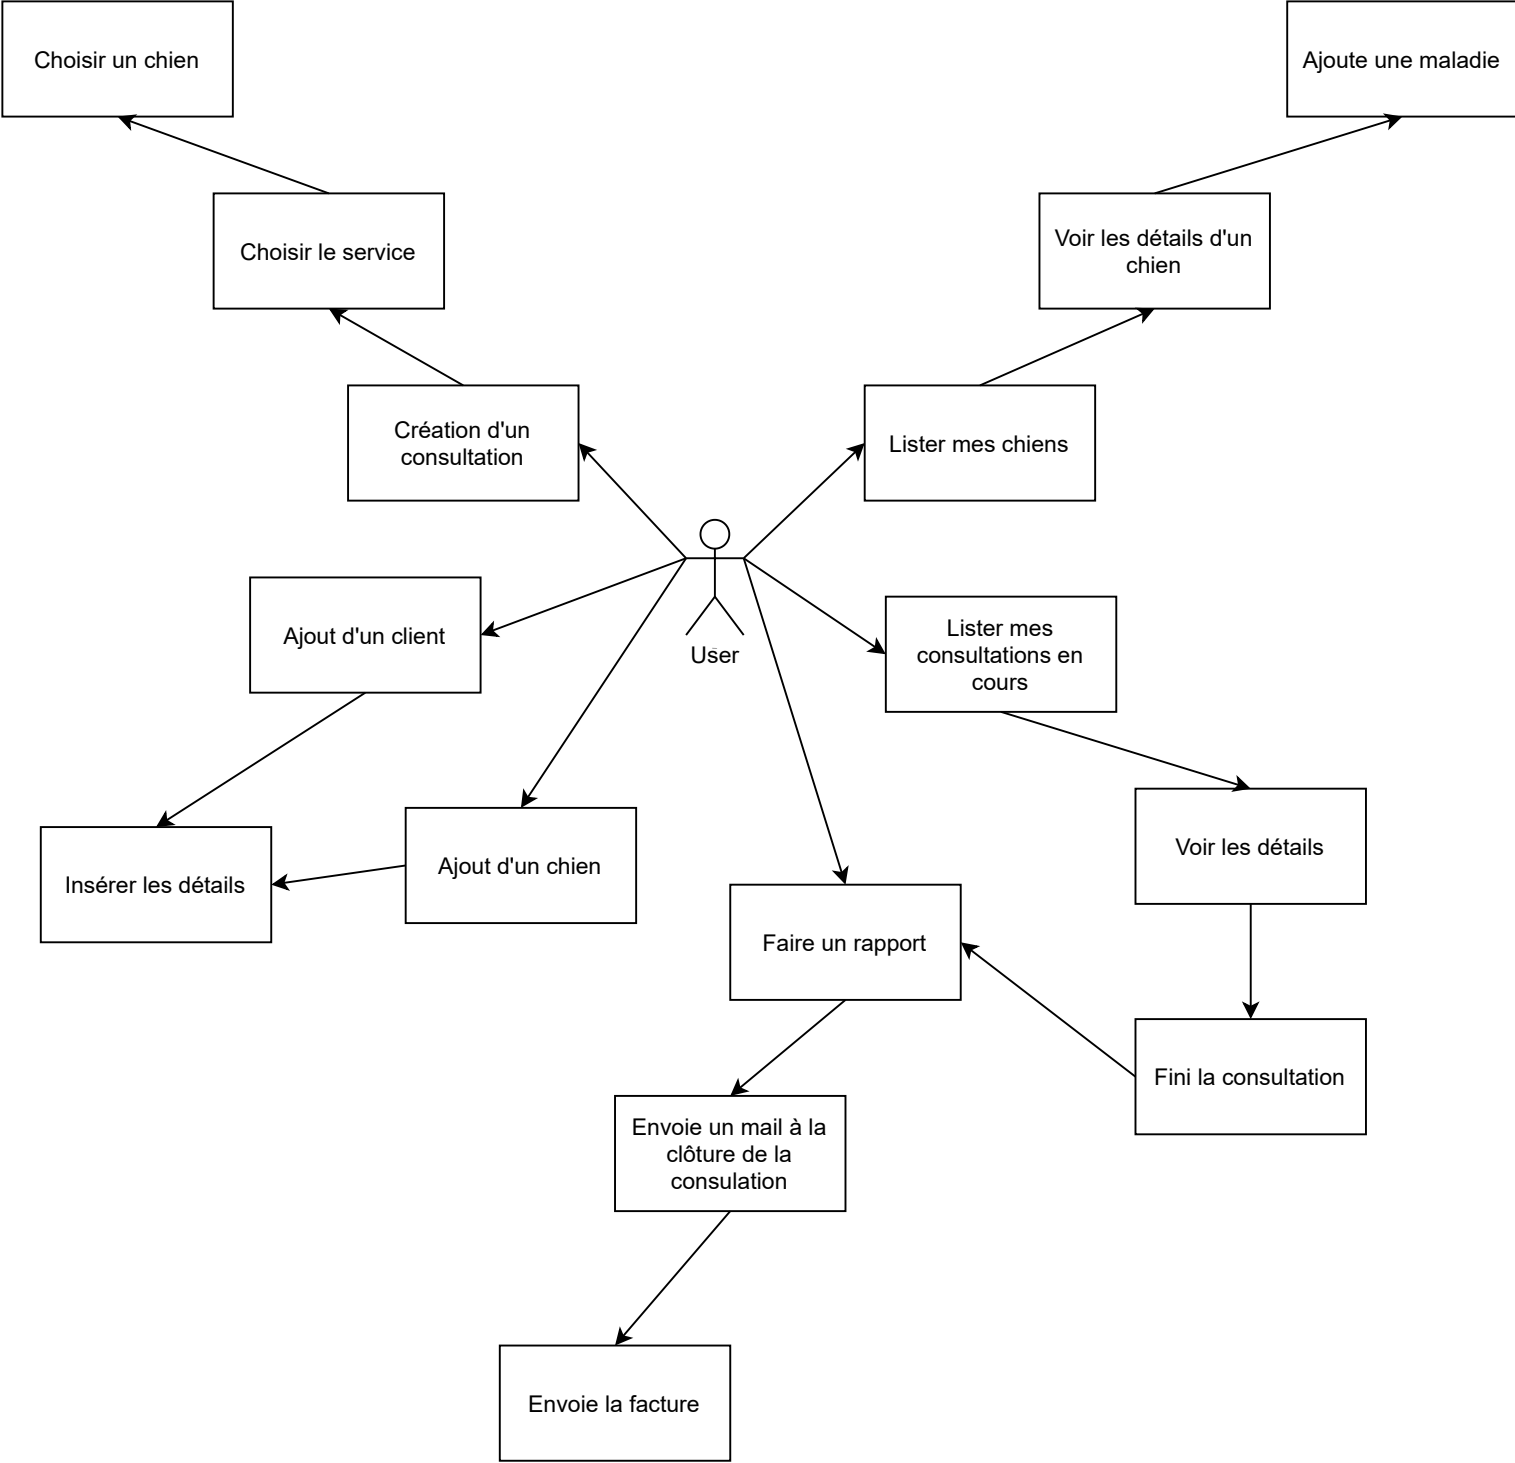 Choisir un chien
Ajoute une maladie
Choisir le service
Voir les détails d'un
chien
Création d'un
consultation
Lister mes chiens
Ajout d'un client
User
Lister mes
consultations en
cours
Insérer les détails
Ajout d'un chien
Voir les détails
Faire un rapport
Fini la consultation
Envoie un mail à la
clôture de la
consulation
Envoie la facture